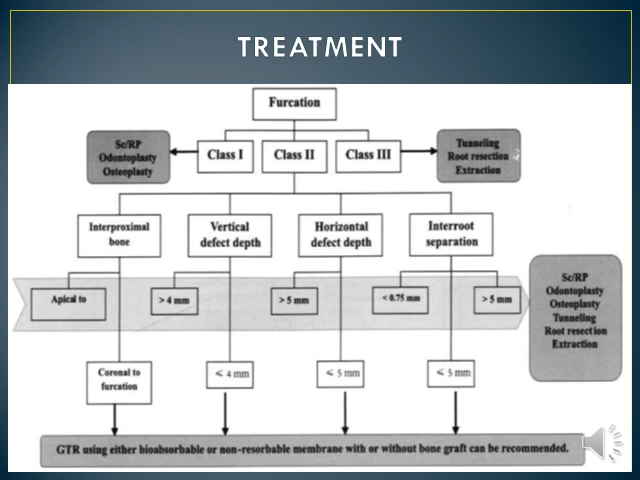 TREATMENT
Furcation
Sc/RP
Odontoplasty
Osteoplasty
Class I
Class II
Class III
Tunneling
Root resection
Extraction
Interproximal
bone
Vertical
defect depth
Horizontal
defect depth
Interroot
separation
Apical to
> 4 mm
> 5 mm
< 0.75 mm
> 5 mm
Sc/RP
Odontoplasty
Osteoplasty
Tunneling
Root resection
Extraction
Coronal to
furcation
≤ 4 mm
≤ 5 mm
≤ 5 mm
GTR using either bioabsorbable or non-resorbable membrane with or without bone graft can be recommended.